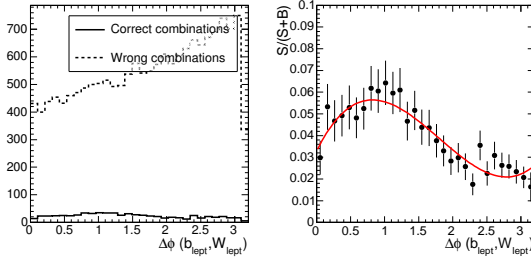 Correct combinations
Wrong combinations
700
600
500
400
300
200
100
0
0 0.5 1 1.5 2 2.5 3
Δϕ (b_lept,W_lept)
S/(S+B)
0.1
0.09
0.08
0.07
0.06
0.05
0.04
0.03
0.02
0.01
0
0 0.5 1 1.5 2 2.5 3
Δϕ (b_lept,W_lept)